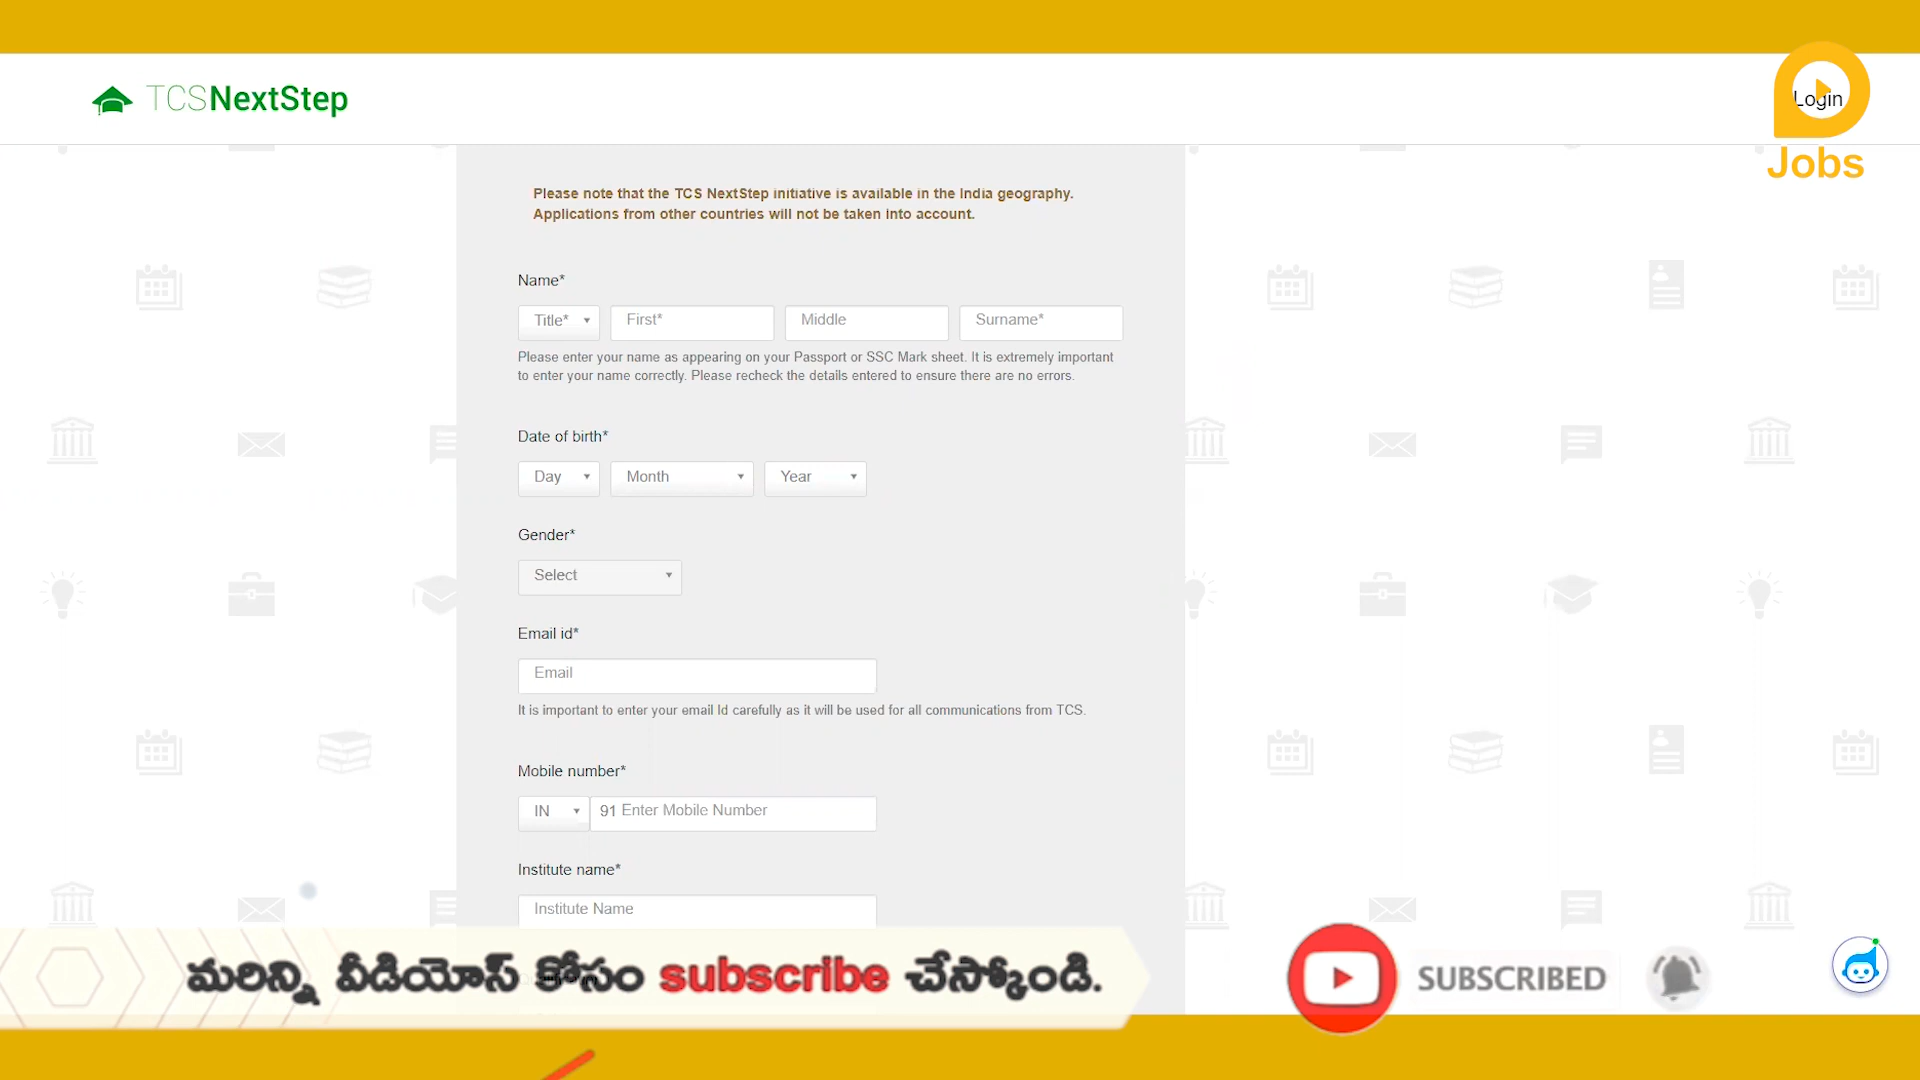 TCSNextStep
Login
Jobs
Please note that the TCS NextStep initiative is available in the India geography.
Applications from other countries will not be taken into account.
Name*
Title* First* Middle Surname*
Please enter your name as appearing on your Passport or SSC Mark sheet. It is extremely important
to enter your name correctly. Please recheck the details entered to ensure there are no errors.
Date of birth*
Day Month Year
Gender*
Select
Email id*
Email
It is important to enter your email Id carefully as it will be used for all communications from TCS.
Mobile number*
IN 91 Enter Mobile Number
Institute name*
Institute Name
మరిన్ని వీడియోస్ కోసం subscribe చేస్కోండి.
SUBSCRIBED